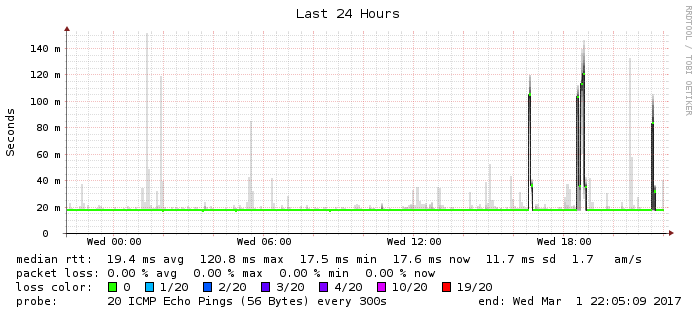 Last 24 Hours
RRDTOOL / TOBI OETIKER
Seconds
140 m
120 m
100 m
80 m
60 m
40 m
20 m
0
Wed 00:00 Wed 06:00 Wed 12:00 Wed 18:00
median rtt: 19.4 ms avg 120.8 ms max 17.5 ms min 17.6 ms now 11.7 ms sd 1.7 am/s
packet loss: 0.00 % avg 0.00 % max 0.00 % min 0.00 % now
loss color: 0 1/20 2/20 3/20 4/20 10/20 19/20
probe: 20 ICMP Echo Pings (56 Bytes) every 300s end: Wed Mar 1 22:05:09 2017